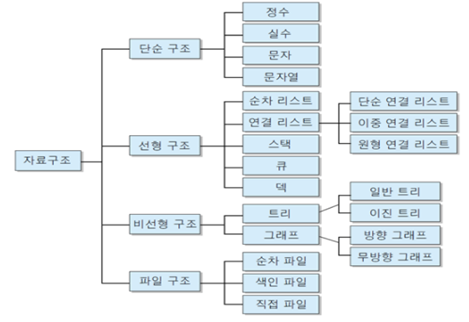 자료구조
단순 구조
정수
실수
문자
문자열
선형 구조
순차 리스트
연결 리스트
단순 연결 리스트
이중 연결 리스트
원형 연결 리스트
스택
큐
덱
비선형 구조
트리
일반 트리
이진 트리
그래프
방향 그래프
무방향 그래프
파일 구조
순차 파일
색인 파일
직접 파일